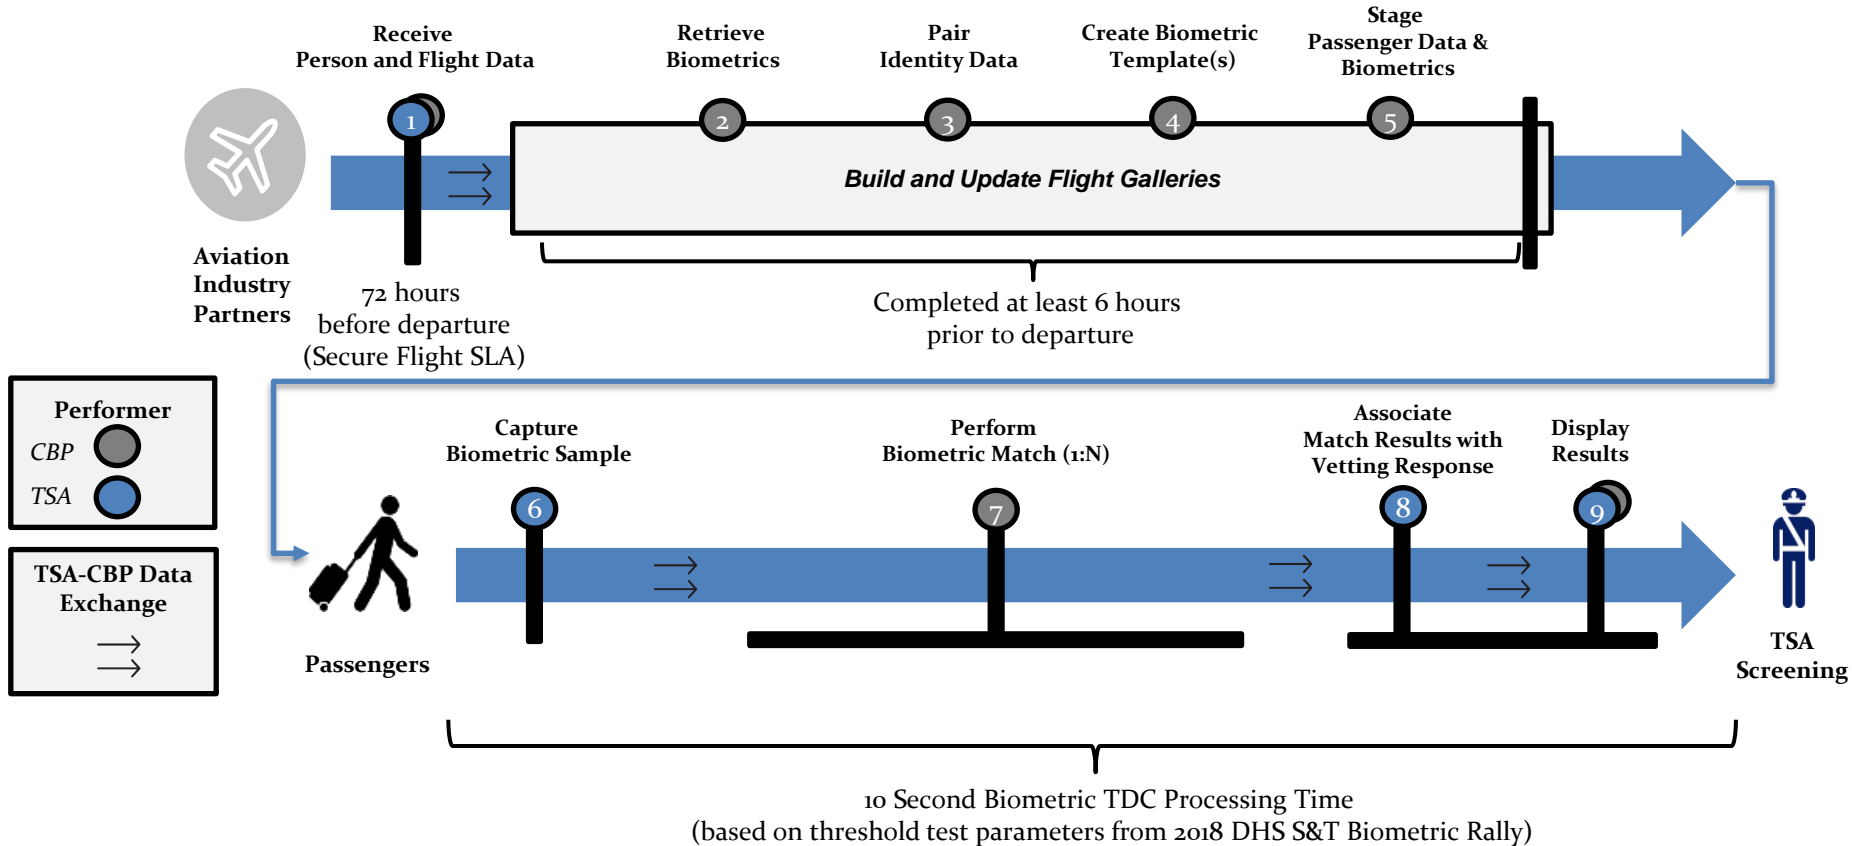 Receive
Person and Flight Data
Retrieve
Biometrics
Pair
Identity Data
Create Biometric
Template(s)
Stage
Passenger Data &
Biometrics
1
2
3
4
5
Build and Update Flight Galleries
Aviation
Industry
Partners
72 hours
before departure
(Secure Flight SLA)
Completed at least 6 hours
prior to departure
Performer
CBP
TSA
TSA-CBP Data
Exchange
Capture
Biometric Sample
Perform
Biometric Match (1:N)
Associate
Match Results with
Vetting Response
Display
Results
6
7
8
9
Passengers
TSA
Screening
10 Second Biometric TDC Processing Time
(based on threshold test parameters from 2018 DHS S&T Biometric Rally)